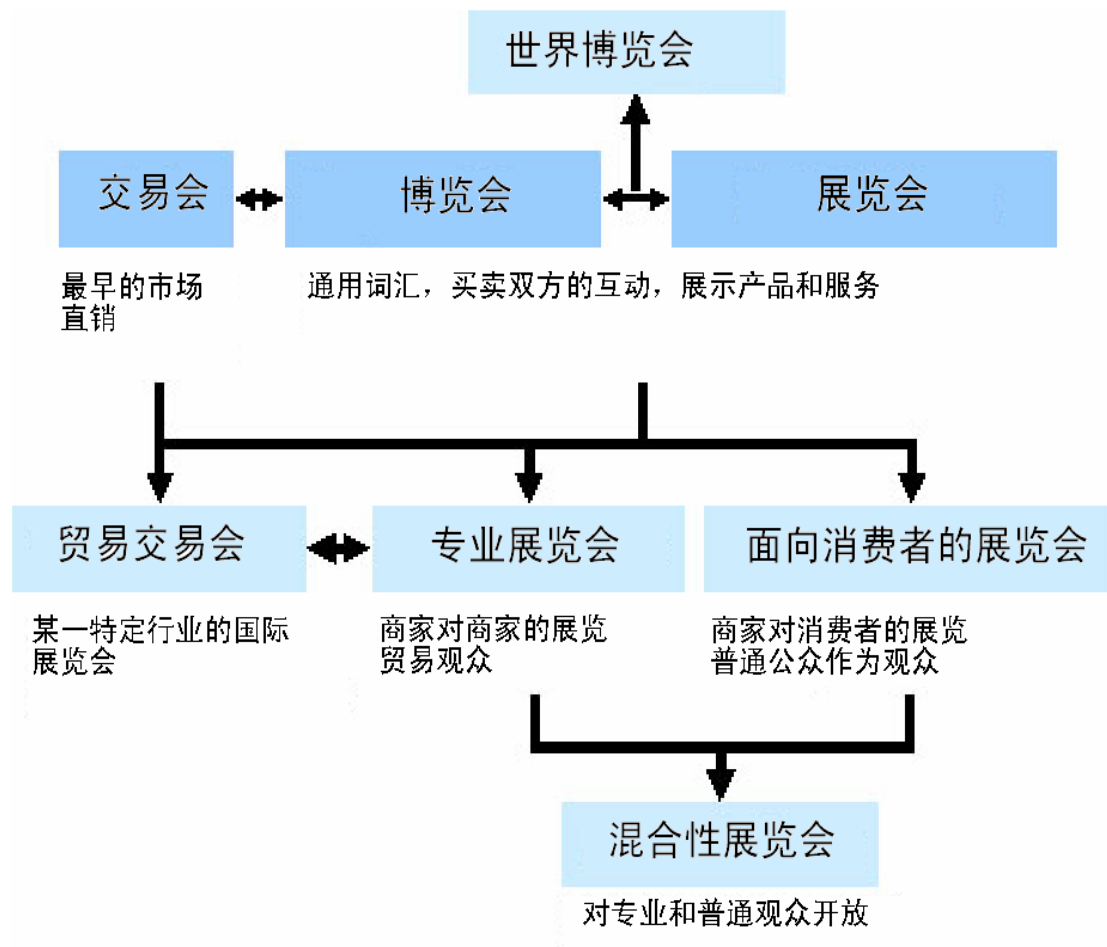 世界博览会
交易会
博览会
展览会
最早的市场
直销
通用词汇，买卖双方的互动，展示产品和服务
贸易交易会
专业展览会
面向消费者的展览会
某一特定行业的国际
展览会
商家对商家的展览
贸易观众
商家对消费者的展览
普通公众作为观众
混合性展览会
对专业和普通观众开放